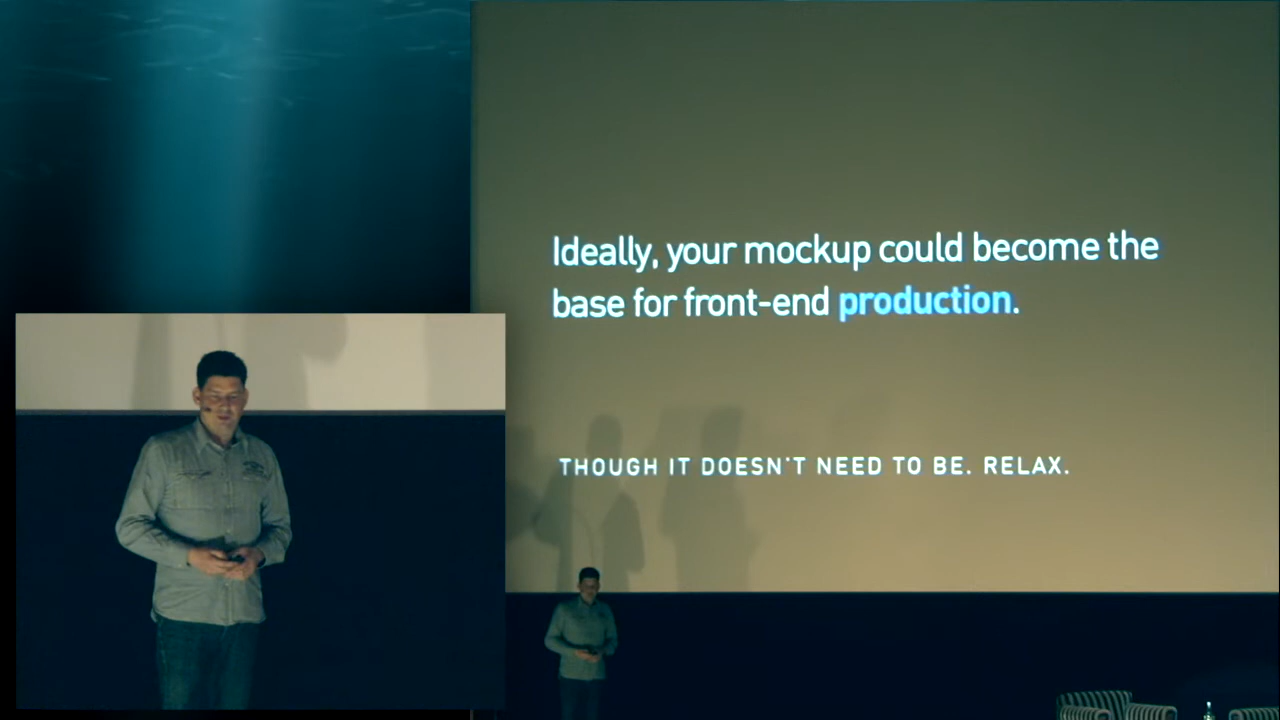 Ideally, your mockup could become the
base for front-end production.
THOUGH IT DOESN'T NEED TO BE. RELAX.